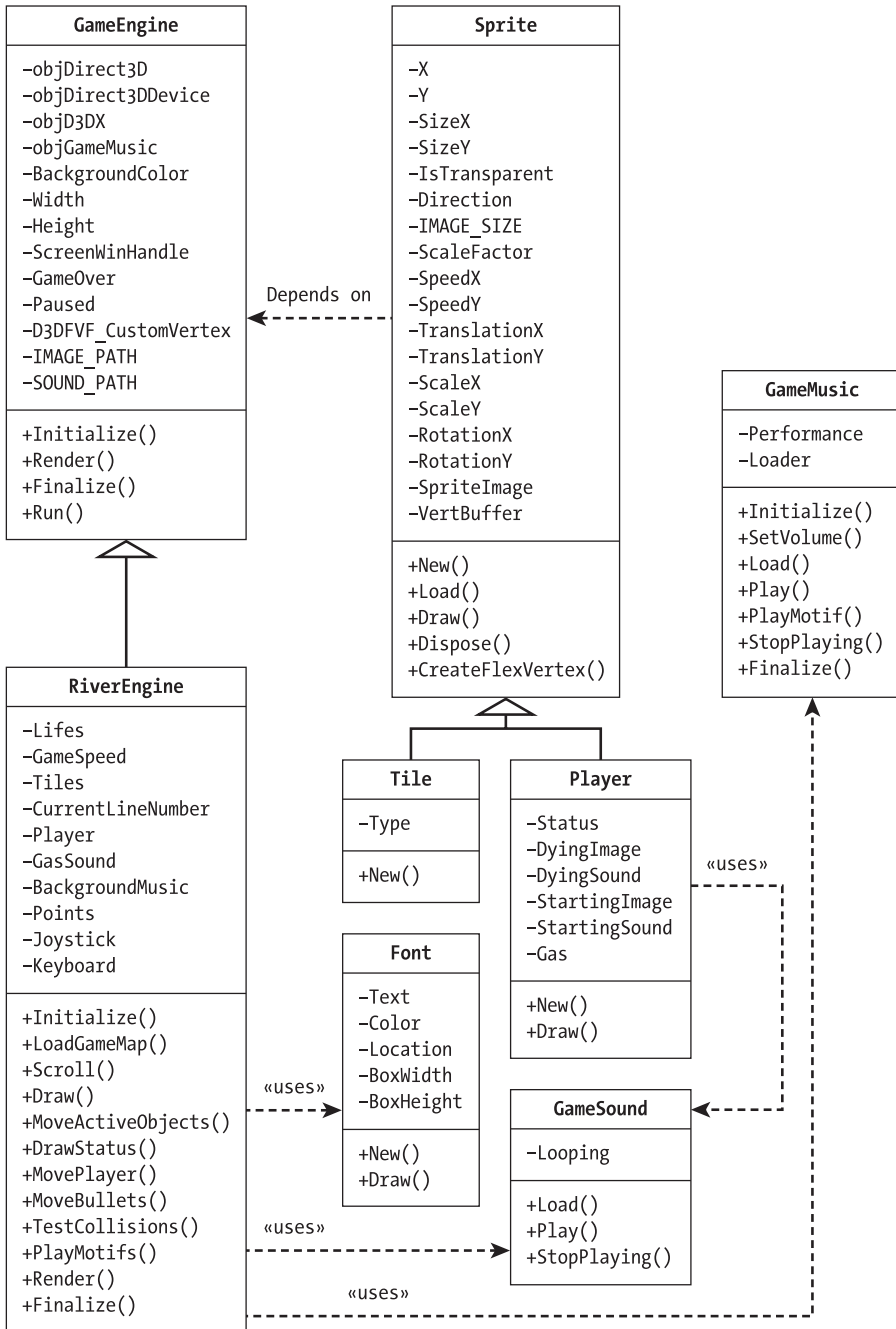 GameEngine
–objDirect3D
–objDirect3DDevice
–objD3DX
–objGameMusic
–BackgroundColor
–Width
–Height
–ScreenWinHandle
–GameOver
–Paused
–D3DFVF_CustomVertex
–IMAGE_PATH
–SOUND_PATH
+Initialize()
+Render()
+Finalize()
+Run()
Depends on
Sprite
–X
–Y
–SizeX
–SizeY
–IsTransparent
–Direction
–IMAGE_SIZE
–ScaleFactor
–SpeedX
–SpeedY
–TranslationX
–TranslationY
–ScaleX
–ScaleY
–RotationX
–RotationY
–SpriteImage
–VertBuffer
+New()
+Load()
+Draw()
+Dispose()
+CreateFlexVertex()
GameMusic
–Performance
–Loader
+Initialize()
+SetVolume()
+Load()
+Play()
+PlayMotif()
+StopPlaying()
+Finalize()
RiverEngine
–Lifes
–GameSpeed
–Tiles
–CurrentLineNumber
–Player
–GasSound
–BackgroundMusic
–Points
–Joystick
–Keyboard
+Initialize()
+LoadGameMap()
+Scroll()
+Draw()
+MoveActiveObjects()
+DrawStatus()
+MovePlayer()
+MoveBullets()
+TestCollisions()
+PlayMotifs()
+Render()
+Finalize()
Tile
–Type
+New()
Player
–Status
–DyingImage
–DyingSound
–StartingImage
–StartingSound
–Gas
+New()
+Draw()
«uses»
Font
–Text
–Color
–Location
–BoxWidth
–BoxHeight
+New()
+Draw()
«uses»
GameSound
–Looping
+Load()
+Play()
+StopPlaying()
«uses»
«uses»